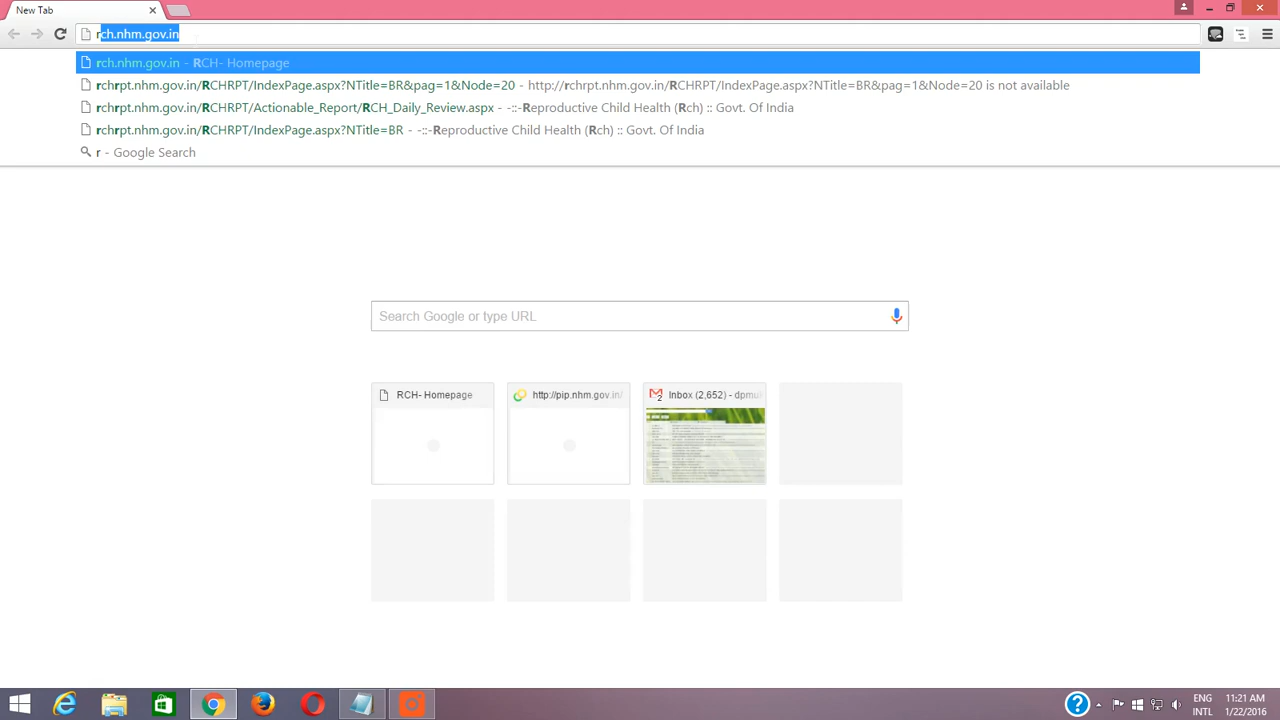 New Tab
rch.nhm.gov.in
rch.nhm.gov.in - RCH- Homepage
rchrpt.nhm.gov.in/RCHRPT/IndexPage.aspx?NTitle=BR&pag=1&Node=20 - http://rchrpt.nhm.gov.in/RCHRPT/IndexPage.aspx?NTitle=BR&pag=1&Node=20 is not available
rchrpt.nhm.gov.in/RCHRPT/Actionable_Report/RCH_Daily_Review.aspx - -::-Reproductive Child Health (Rch) :: Govt. Of India
rchrpt.nhm.gov.in/RCHRPT/IndexPage.aspx?NTitle=BR - -::-Reproductive Child Health (Rch) :: Govt. Of India
r - Google Search
Search Google or type URL
RCH- Homepage
http://pip.nhm.gov.in/
Inbox (2,652) - dpmu
ENG 11:21 AM
INTL 1/22/2016